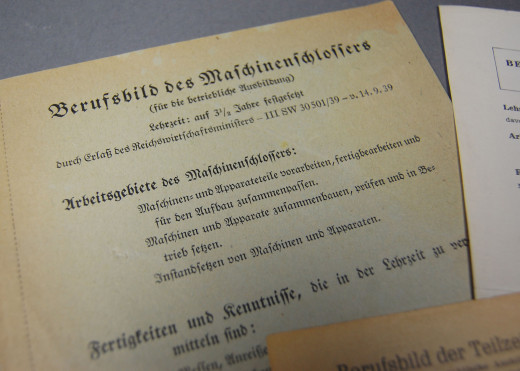 Berufsbild des Maſchinenſchloſſers
(für die betriebliche Ausbildung)
Lehrzeit: auf 3½ Jahre feſtgeſetzt
durch Erlaß des Reichswirtſchaftsminiſters – III SW 30501/39 – v. 14. 9. 39
Arbeitsgebiete des Maſchinenſchloſſers:
Maſchinen- und Apparateteile vorarbeiten, fertigbearbeiten und
für den Aufbau zuſammenpaſſen.
Maſchinen und Apparate zuſammenbauen, prüfen und in Be-
trieb ſetzen.
Inſtandſetzen von Maſchinen und Apparaten.
Fertigkeiten und Kenntniſſe, die in der Lehrzeit zu
mitteln ſind:
Berufsbild der